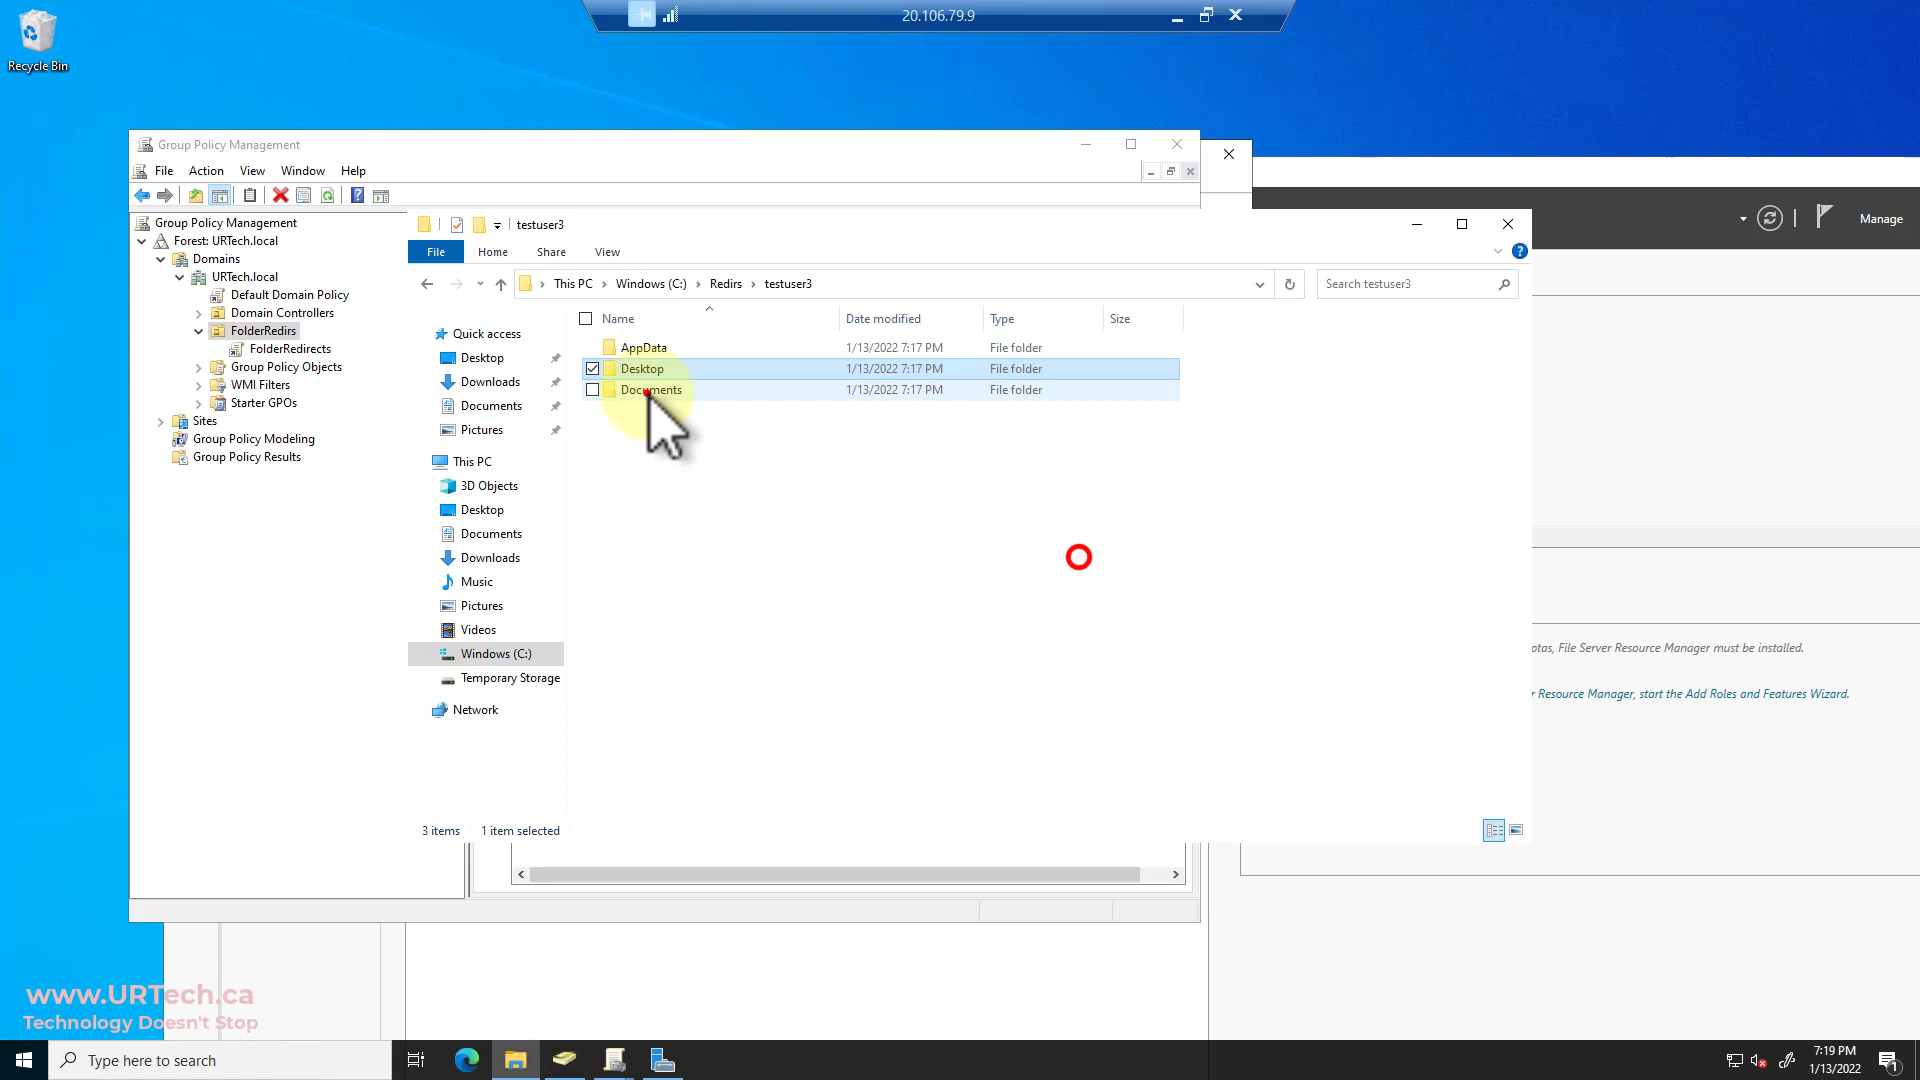 20.106.79.9
Recycle Bin
Group Policy Management
File Action View Window Help
Group Policy Management
Forest: URTech.local
Domains
URTech.local
Default Domain Policy
Domain Controllers
FolderRedirs
FolderRedirects
Group Policy Objects
WMI Filters
Starter GPOs
Sites
Group Policy Modeling
Group Policy Results
testuser3
File Home Share View
This PC > Windows (C:) > Redirs > testuser3
Search testuser3
Name Date modified Type Size
AppData 1/13/2022 7:17 PM File folder
Desktop 1/13/2022 7:17 PM File folder
Documents 1/13/2022 7:17 PM File folder
Quick access
Desktop
Downloads
Documents
Pictures
This PC
3D Objects
Desktop
Documents
Downloads
Music
Pictures
Videos
Windows (C:)
Temporary Storage
Network
3 items 1 item selected
Manage
otas, File Server Resource Manager must be installed.
r Resource Manager, start the Add Roles and Features Wizard.
www.URTech.ca
Technology Doesn't Stop
Type here to search
7:19 PM
1/13/2022
1